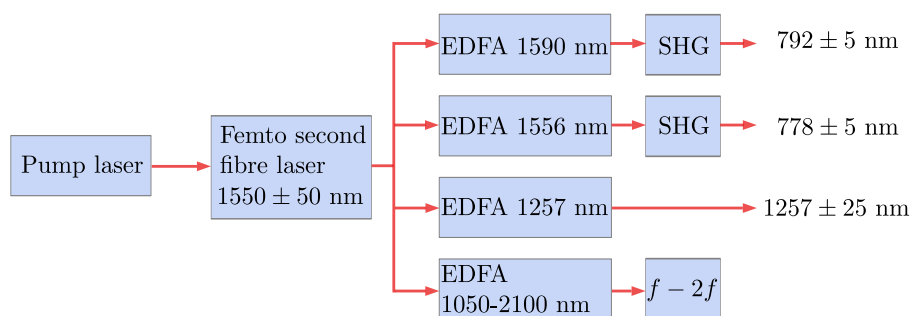 Pump laser
Femto second
fibre laser
1550 ± 50 nm
EDFA 1590 nm
SHG
792 ± 5 nm
EDFA 1556 nm
SHG
778 ± 5 nm
EDFA 1257 nm
1257 ± 25 nm
EDFA
1050-2100 nm
f − 2f